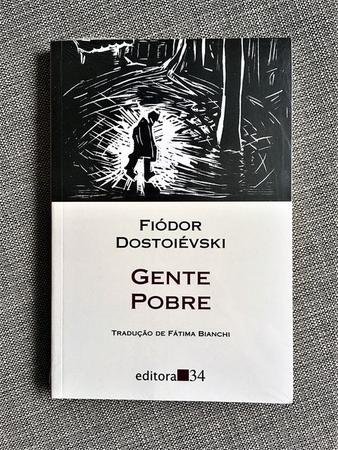 FIÓDOR
DOSTOIÉVSKI
GENTE
POBRE
TRADUÇÃO DE FÁTIMA BIANCHI
editora 34